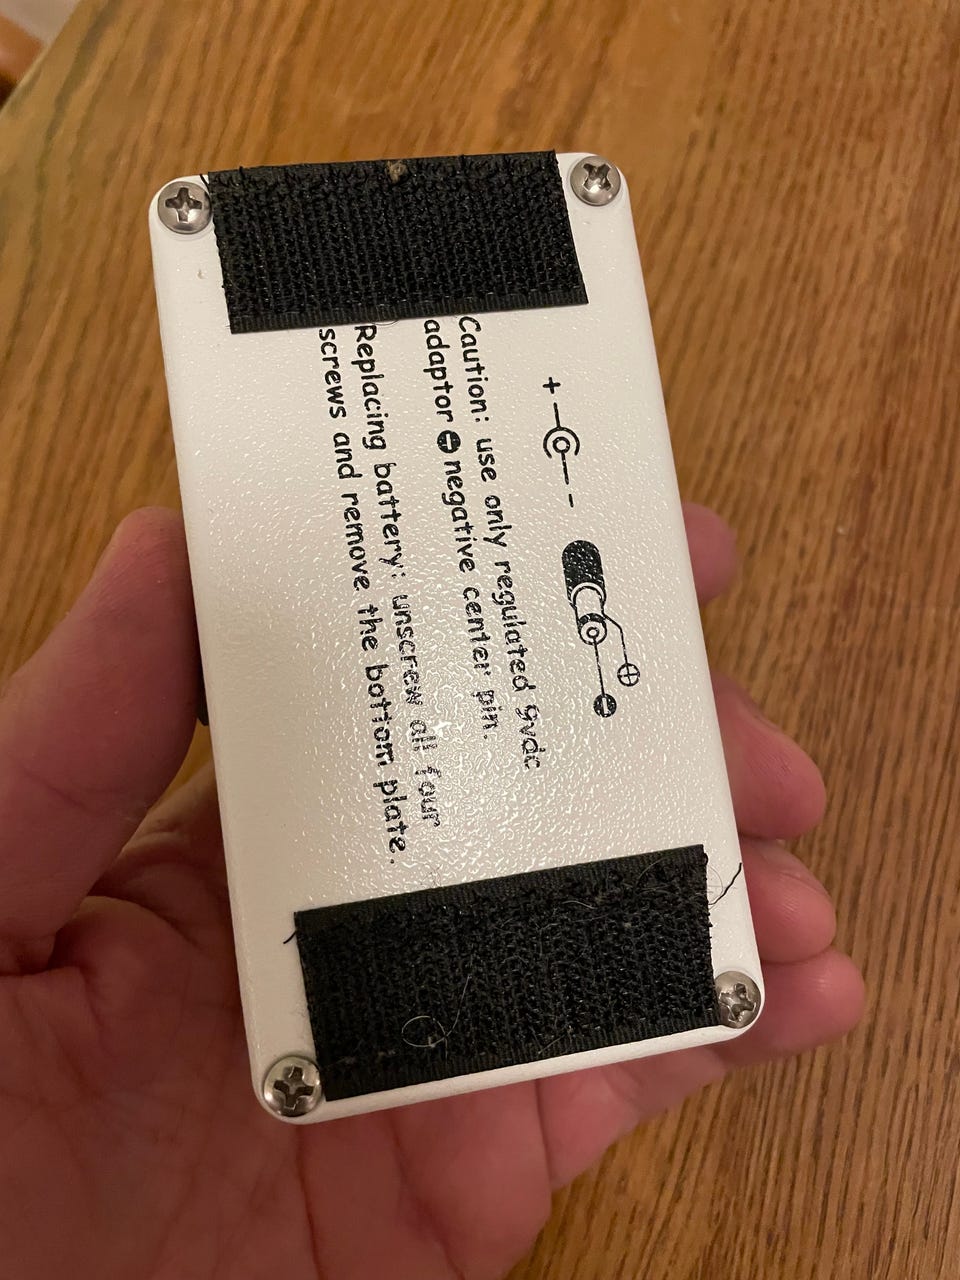 + -
Caution: use only regulated 9vdc
adaptor ⊖ negative center pin.
Replacing battery: unscrew all four
screws and remove the bottom plate.